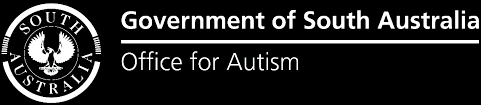 SOUTH
AUSTRALIA
Government of South Australia
Office for Autism